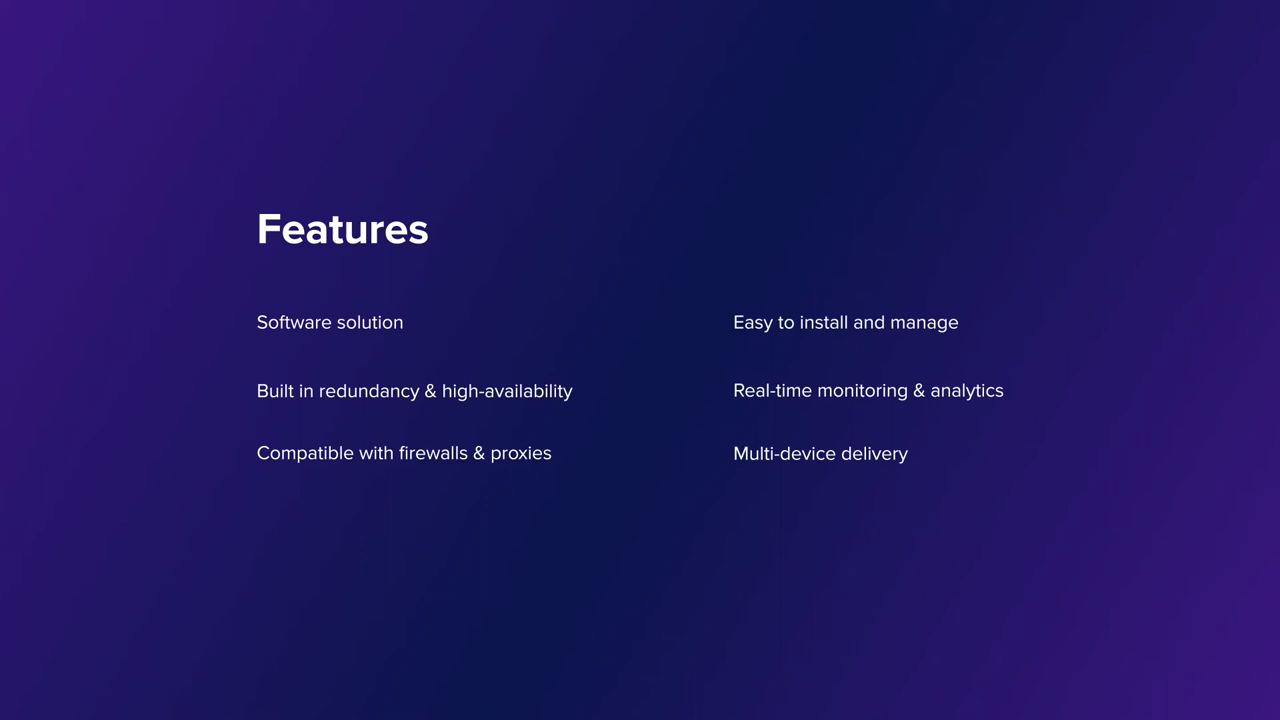 Features
Software solution
Easy to install and manage
Built in redundancy & high-availability
Real-time monitoring & analytics
Compatible with firewalls & proxies
Multi-device delivery